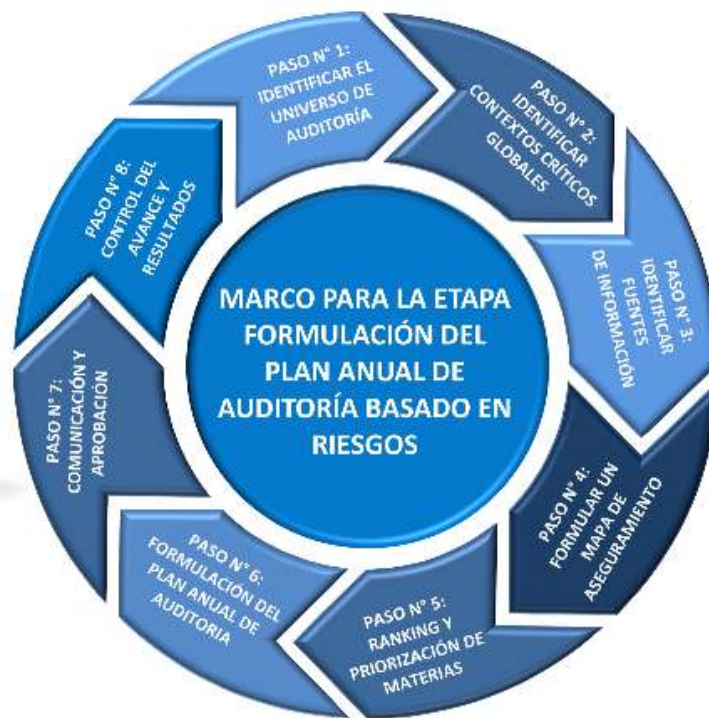 PASO N° 1:
IDENTIFICAR EL
UNIVERSO DE
AUDITORÍA
PASO N° 2:
IDENTIFICAR
CONTEXTOS CRÍTICOS
GLOBALES
PASO N° 3:
IDENTIFICAR
FUENTES
DE INFORMACIÓN
PASO N° 4:
FORMULAR UN
MAPA DE
ASEGURAMIENTO
PASO N° 5:
RANKING Y
PRIORIZACIÓN DE
MATERIAS
PASO N° 6:
FORMULACIÓN DEL
PLAN ANUAL DE
AUDITORIA
PASO N° 7:
COMUNICACIÓN Y
APROBACIÓN
PASO N° 8:
CONTROL DEL
AVANCE Y
RESULTADOS
MARCO PARA LA ETAPA
FORMULACIÓN DEL
PLAN ANUAL DE
AUDITORÍA BASADO EN
RIESGOS